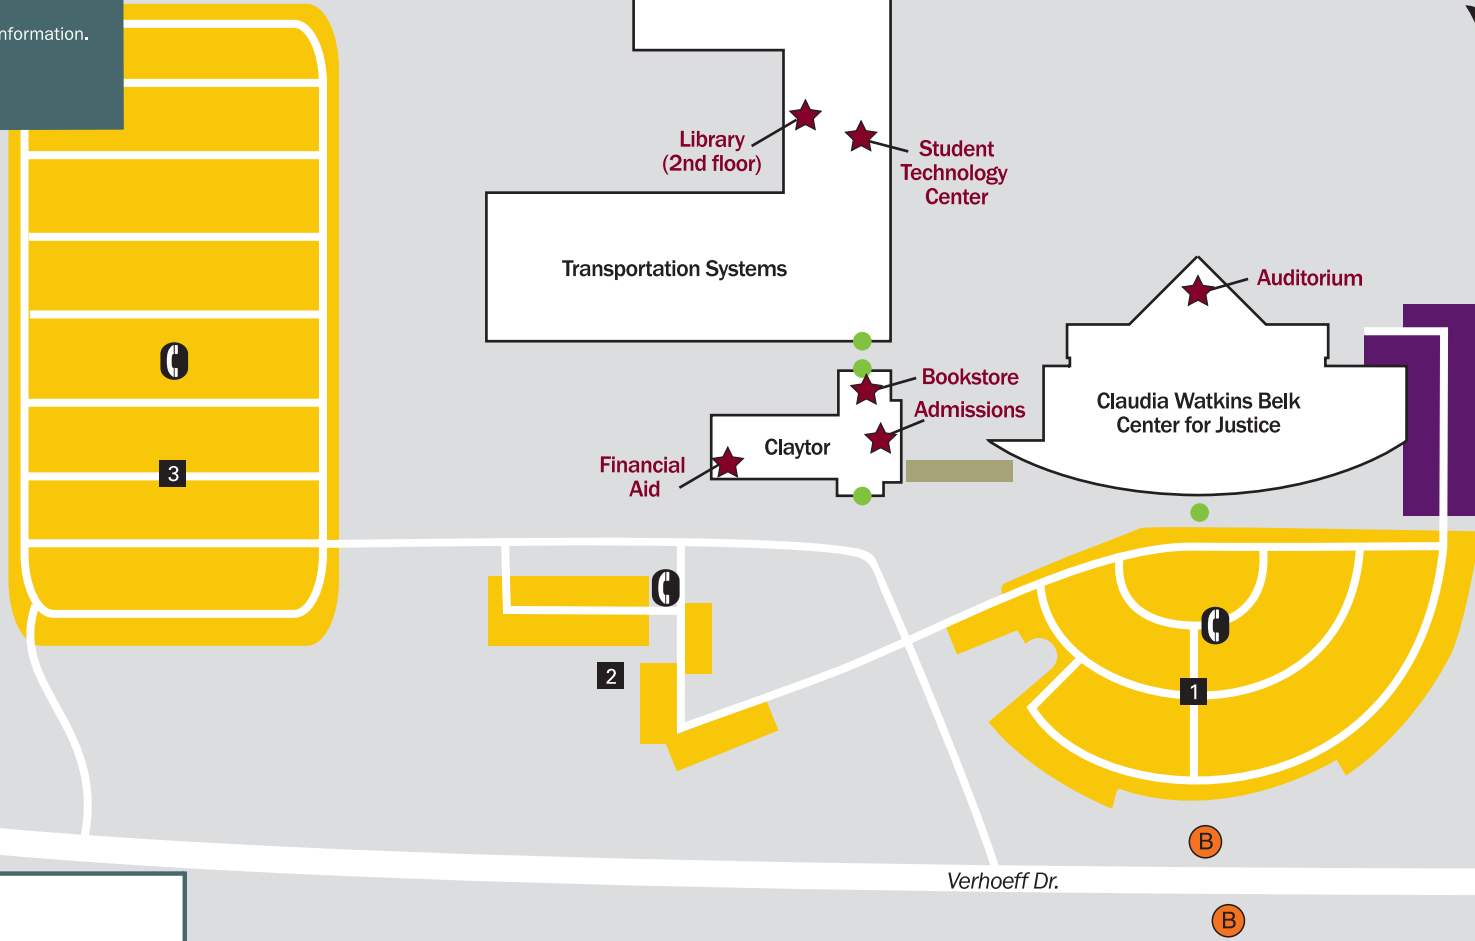 nformation.
Library
(2nd floor)
Student
Technology
Center
Transportation Systems
Auditorium
Bookstore
Admissions
Claudia Watkins Belk
Center for Justice
Claytor
Financial
Aid
3
2
1
B
Verhoeff Dr.
B